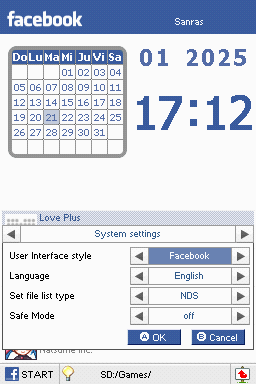 facebook
Sanras
01 2025
Do Lu Ma Mi Ju Vi Sa
01 02 03 04
05 06 07 08 09 10 11
12 13 14 15 16 17 18
19 20 21 22 23 24 25
26 27 28 29 30 31
17:12
Love Plus
System settings
User Interface style Facebook
Language English
Set file list type NDS
Safe Mode off
A OK B Cancel
Natsume Inc.
f START SD:/Games/